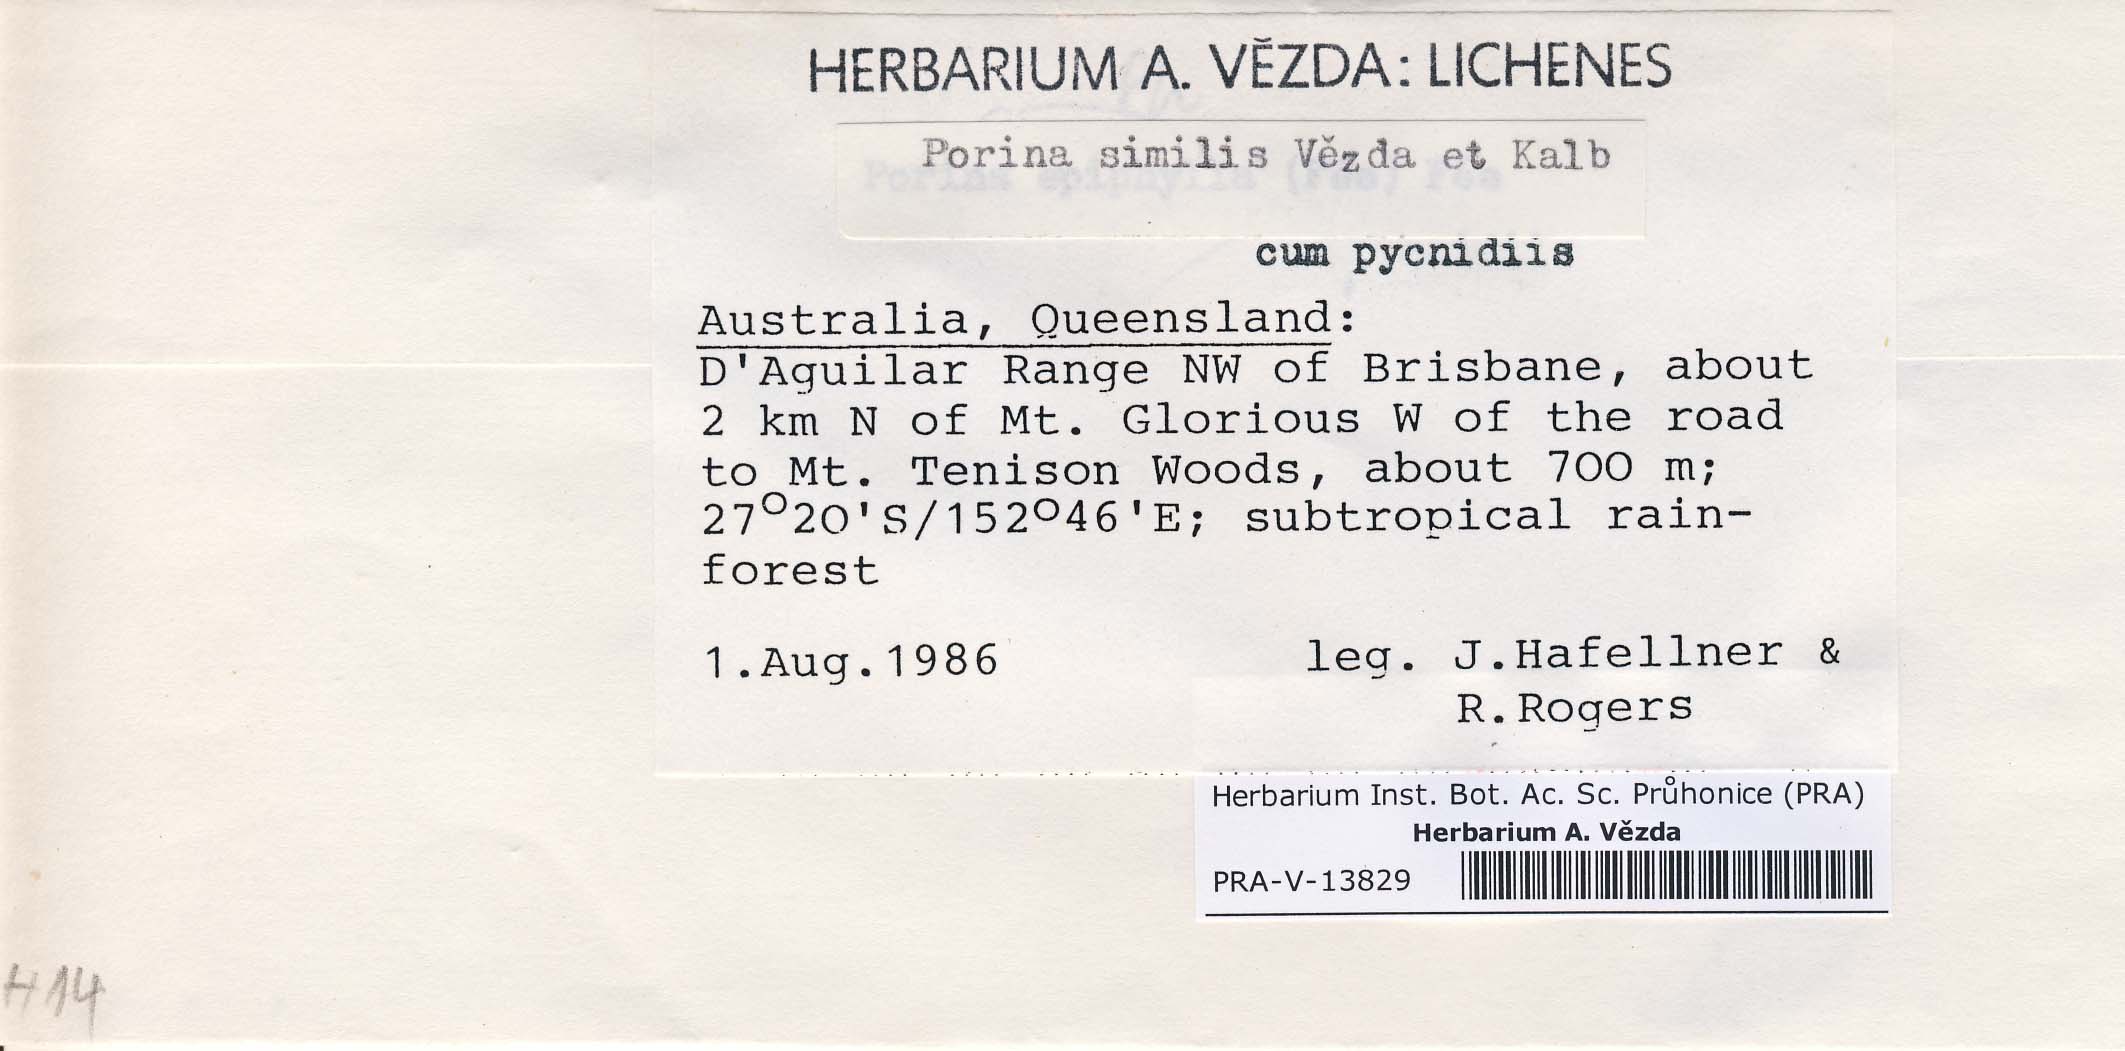 HERBARIUM A. VĚZDA: LICHENES
Porina similis Vězda et Kalb
cum pycnidiis
Australia, Queensland:
D'Aguilar Range NW of Brisbane, about
2 km N of Mt. Glorious W of the road
to Mt. Tenison Woods, about 700 m;
27°20'S/152°46'E; subtropical rain-
forest
1.Aug.1986 leg. J.Hafellner &
R.Rogers
Herbarium Inst. Bot. Ac. Sc. Průhonice (PRA)
Herbarium A. Vězda
PRA-V-13829
H 14